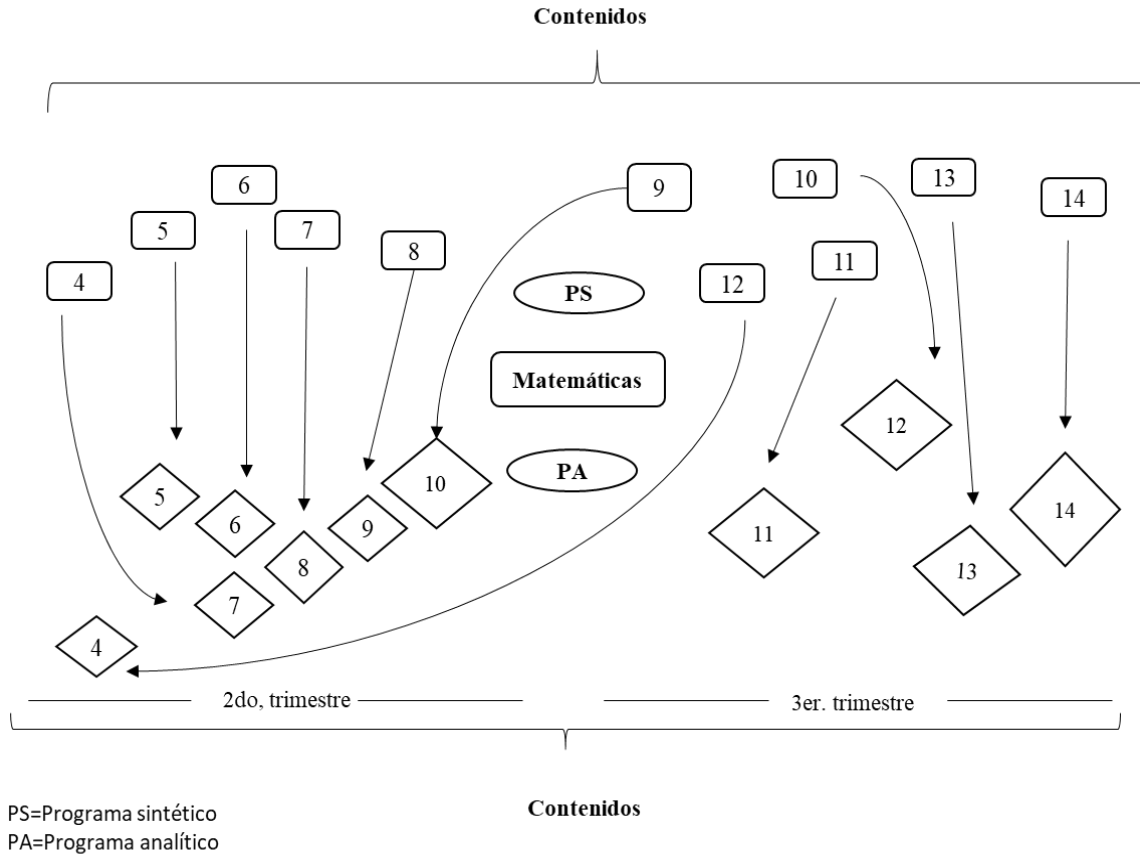 Contenidos
6
9
10
13
14
5
7
8
11
4
12
PS
Matemáticas
12
PA
5
10
14
6
9
11
8
13
7
4
2do, trimestre
3er. trimestre
PS=Programa sintético
Contenidos
PA=Programa analítico